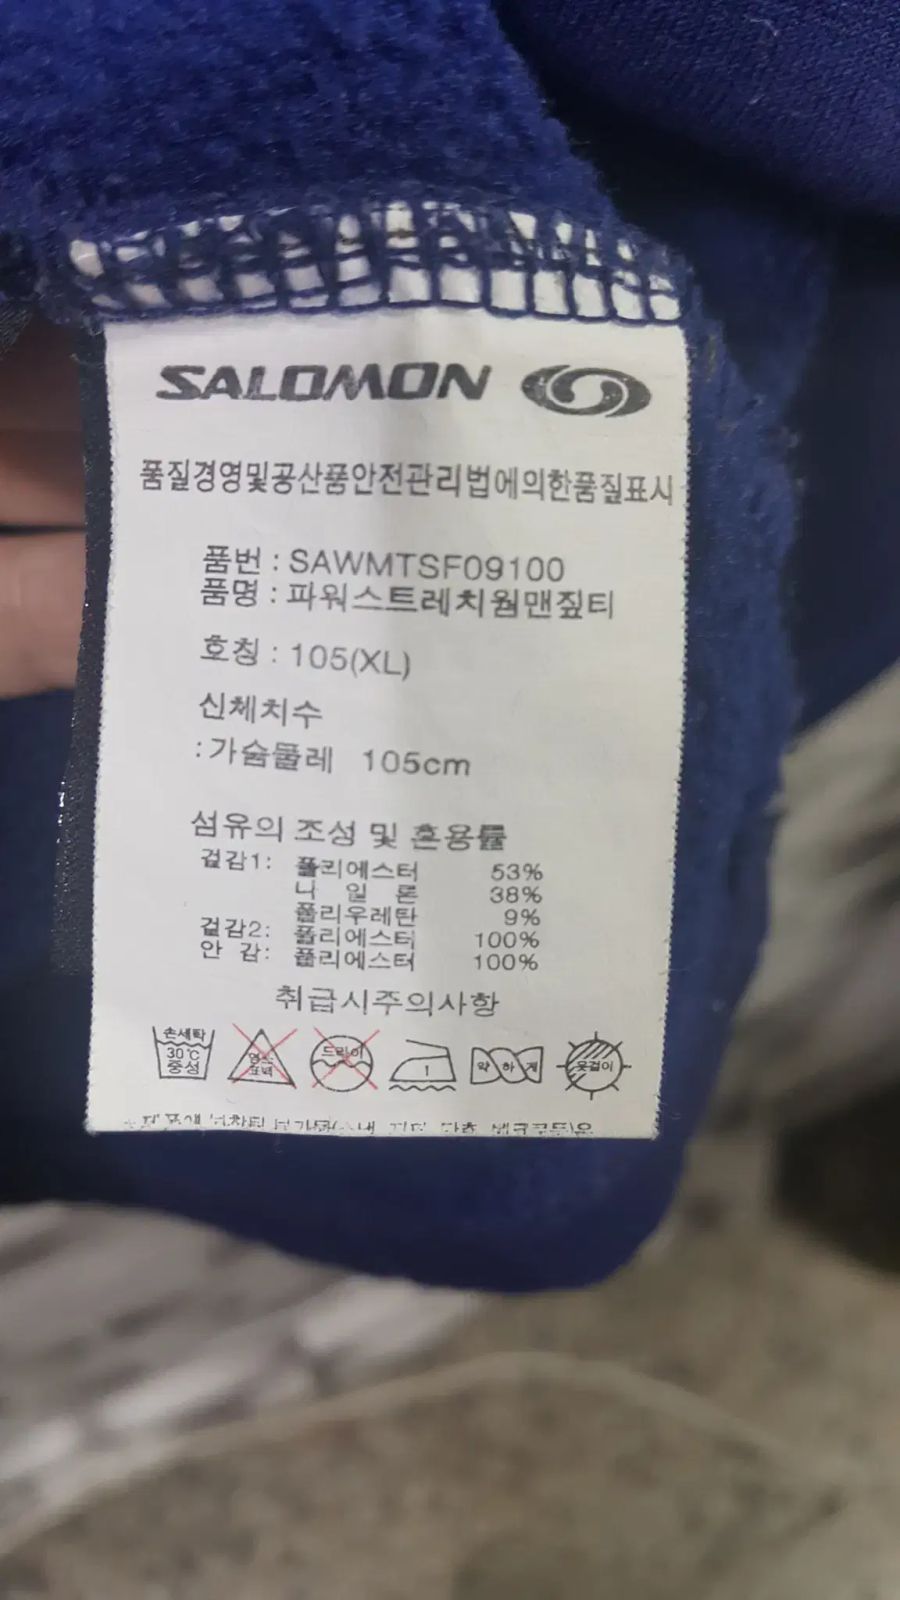 SALOMON
품질경영및공산품안전관리법에의한품질표시
품번 : SAWMTSF09100
품명 : 파워스트레치웜맨짚티
호칭 : 105(XL)
신체치수
: 가슴둘레 105cm
섬유의 조성 및 혼용률
겉감1: 폴리에스터 53%
나 일 론 38%
폴리우레탄 9%
겉감2: 폴리에스터 100%
안 감: 폴리에스터 100%
취급시주의사항
손세탁 30℃ 중성
염소 표백
드라이
1
약하게
옷걸이